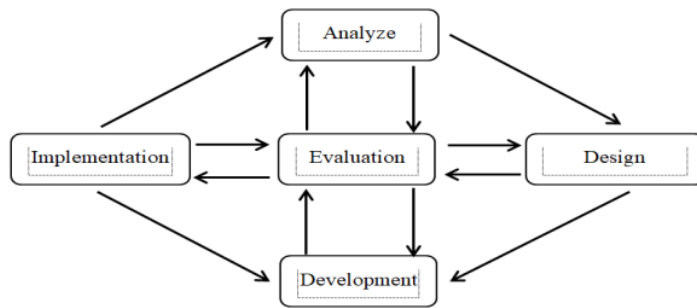 Analyze
Implementation
Evaluation
Design
Development